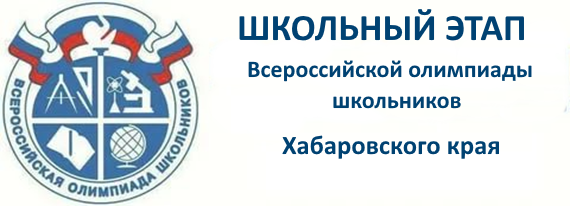 ШКОЛЬНЫЙ ЭТАП
Всероссийской олимпиады
школьников
Хабаровского края
ВСЕРОССИЙСКАЯ ОЛИМПИАДА ШКОЛЬНИКОВ